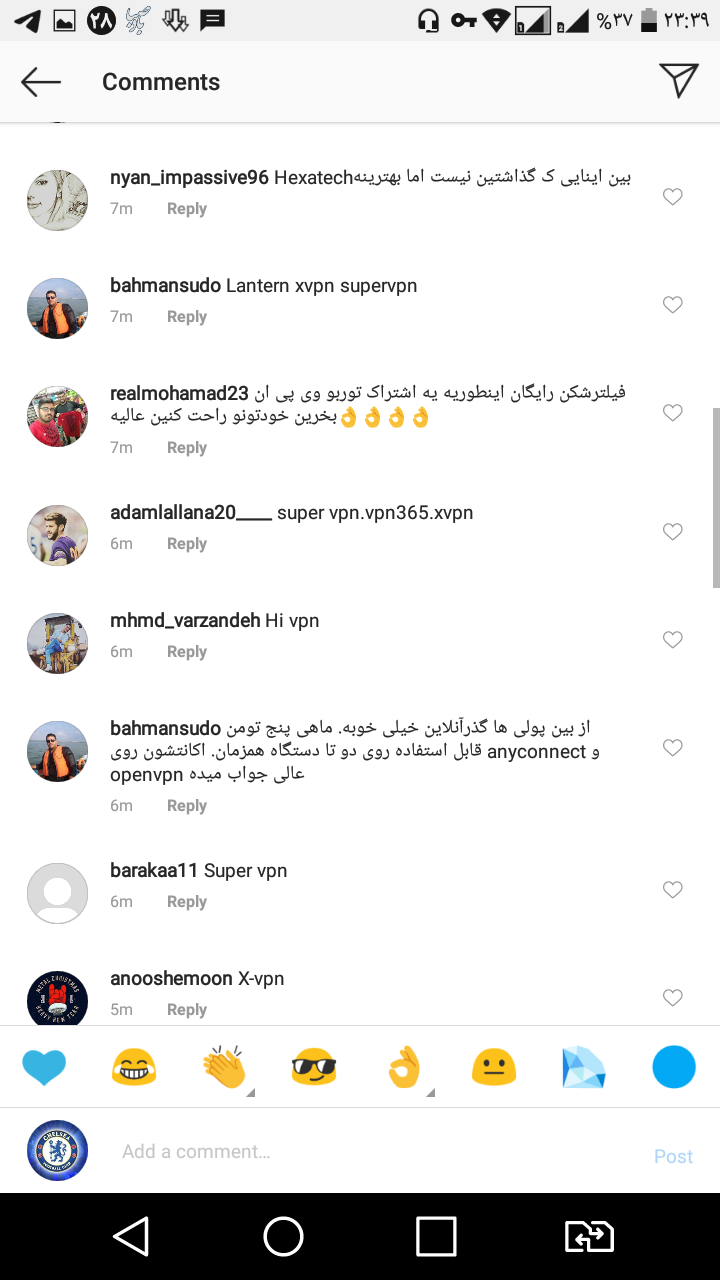 ۲۸
%۳۷ ۲۳:۳۹
Comments
nyan_impassive96 Hexatechبین اینایی ک گذاشتین نیست اما بهترینه
7m Reply
bahmansudo Lantern xvpn supervpn
7m Reply
realmohamad23 فیلترشکن رایگان اینطوریه یه اشتراک توربو وی پی ان
بخرین خودتونو راحت کنین عالیه👌👌👌👌
7m Reply
adamlallana20____ super vpn.vpn365.xvpn
6m Reply
mhmd_varzandeh Hi vpn
6m Reply
bahmansudo از بین پولی ها گذرآنلاین خیلی خوبه. ماهی پنج تومن
قابل استفاده روی دو تا دستگاه همزمان. اکانتشون روی anyconnect و
openvpn عالی جواب میده
6m Reply
barakaa11 Super vpn
6m Reply
anooshemoon X-vpn
5m Reply
Add a comment...
Post